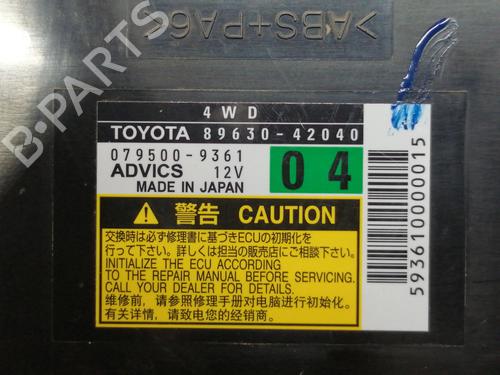 >ABS+PA6<
B-PARTS
4WD
TOYOTA 89630-42040
079500-9361
ADVICS 12V
MADE IN JAPAN
04
5936100000015
警告 CAUTION
交換時は必ず修理書に基づきECUの初期化を
行って下さい。詳しくは担当の販売店にご相談下さい。
INITIALIZE THE ECU ACCORDING
TO THE REPAIR MANUAL BEFORE SERVICING.
CALL YOUR DEALER FOR DETAILS.
维修前，请参照修理手册对电脑进行初始化。
有关详情，请致电您的经销商。